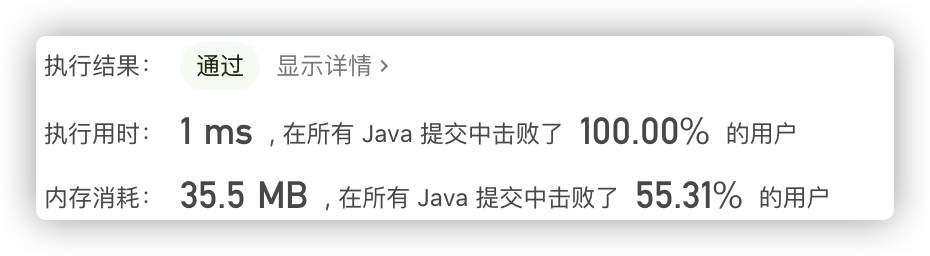 执行结果： 通过 显示详情 ›
执行用时： 1 ms , 在所有 Java 提交中击败了 100.00% 的用户
内存消耗： 35.5 MB , 在所有 Java 提交中击败了 55.31% 的用户